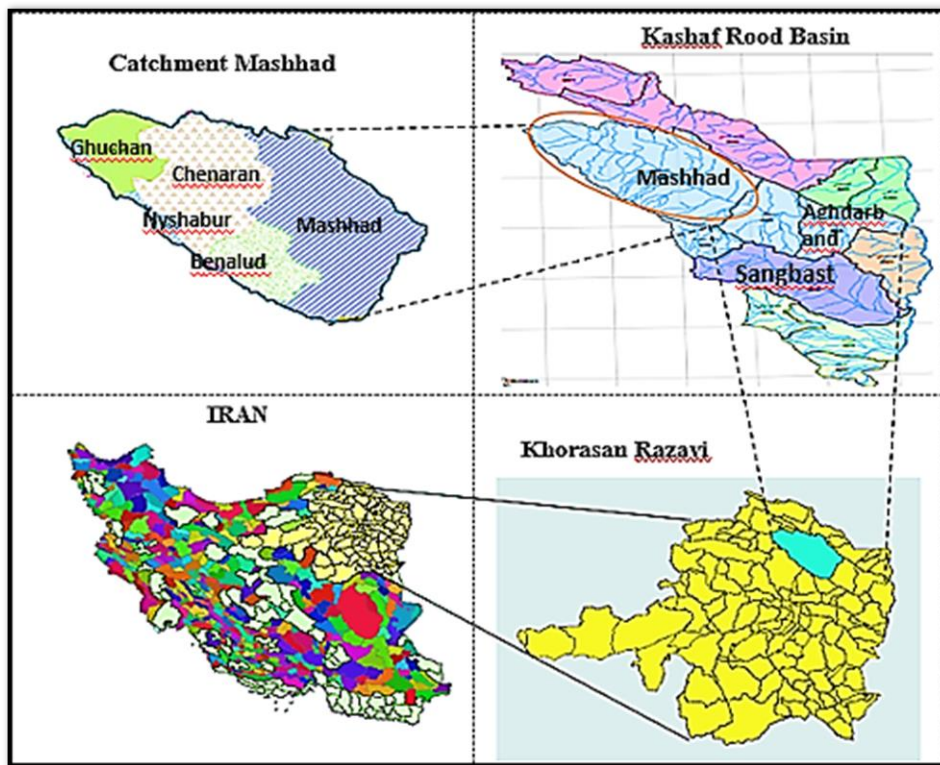 Catchment Mashhad
Ghuchan
Chenaran
Nyshabur
Mashhad
Benalud
Kashaf Rood Basin
Mashhad
Aghdarb
and
Sangbast
IRAN
Khorasan Razavi